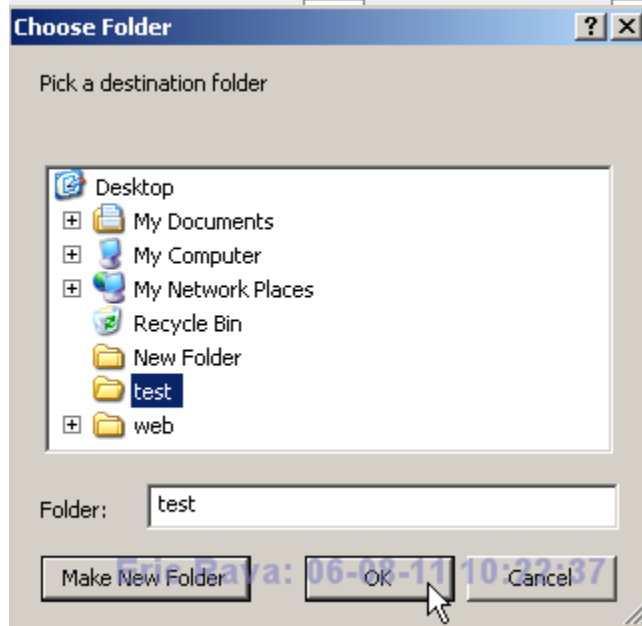 Choose Folder
Pick a destination folder
Desktop
My Documents
My Computer
My Network Places
Recycle Bin
New Folder
test
web
Folder: test
Make New Folder OK Cancel
Eric Rava: 06-08-11 10:22:37